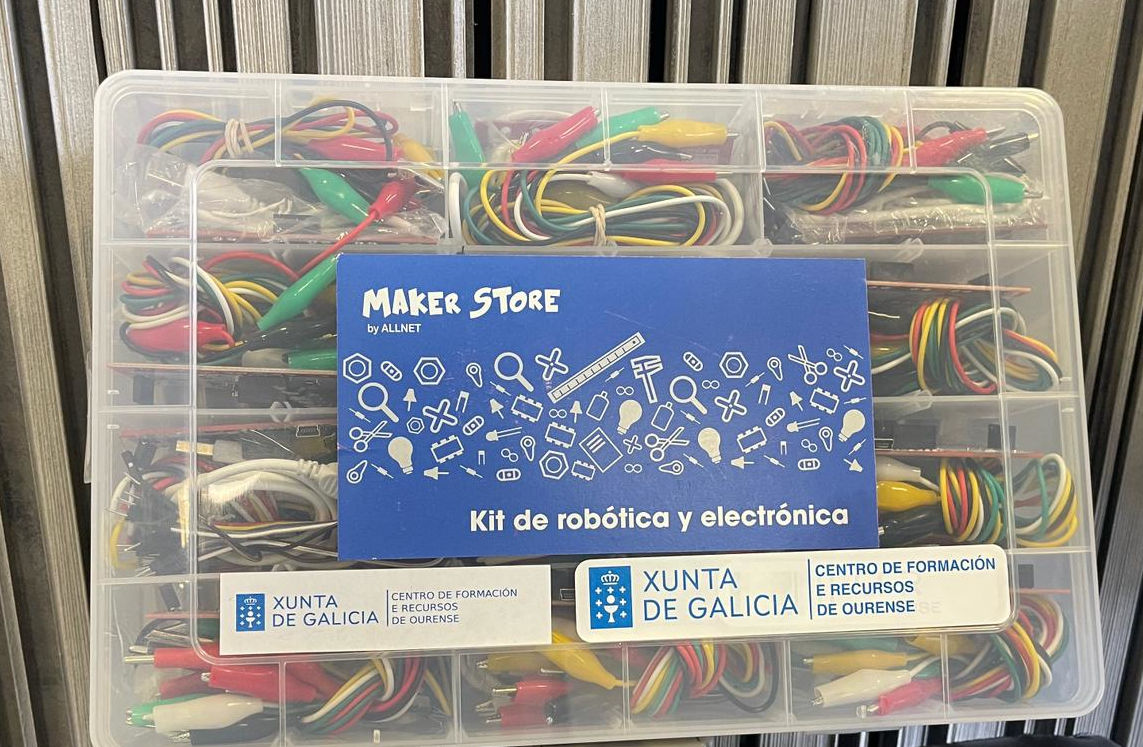 MAKER STORE
by ALLNET
Kit de robótica y electrónica
XUNTA
DE GALICIA
CENTRO DE FORMACIÓN
E RECURSOS
DE OURENSE
XUNTA
DE GALICIA
CENTRO DE FORMACIÓN
E RECURSOS
DE OURENSE